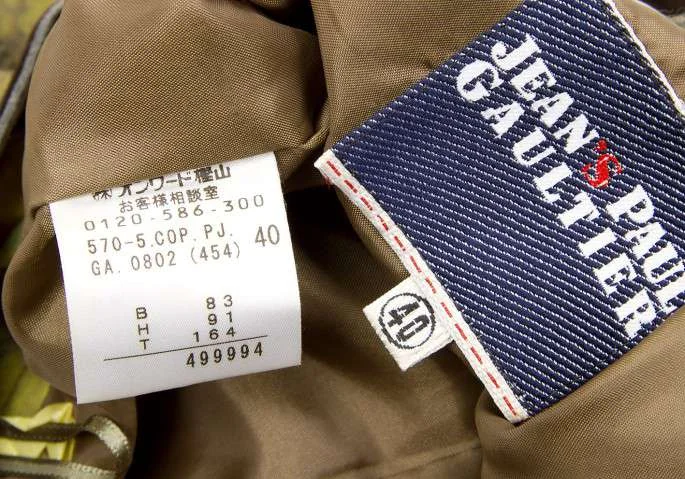 (株)オンワード樫山
お客様相談室
0120-586-300
570-5.COP.PJ. 40
GA.0802(454)
B 83
H 91
T 164
499994
JEAN'S PAUL
GAULTIER
40